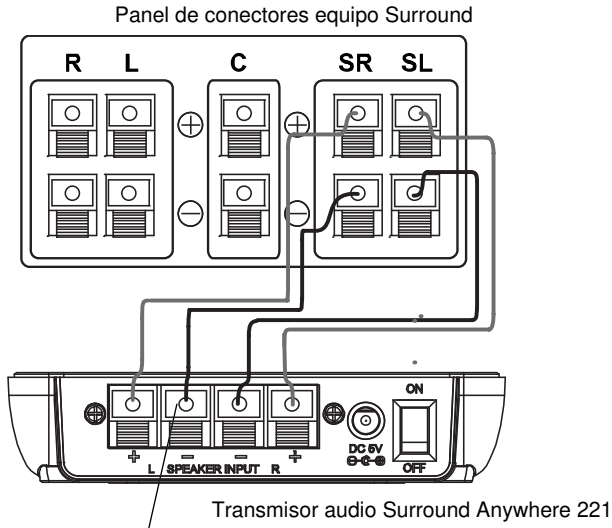 Panel de conectores equipo Surround
R L C SR SL
+ +
− −
ON
DC 5V
OFF
+ − − +
L SPEAKER INPUT R
Transmisor audio Surround Anywhere 221